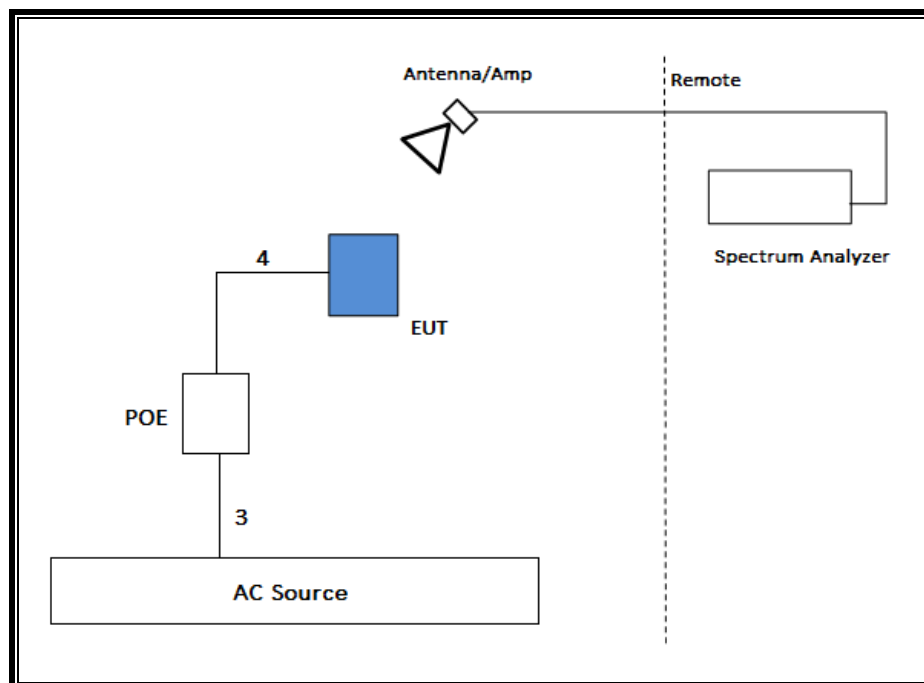 Antenna/Amp
Remote
Spectrum Analyzer
4
EUT
POE
3
AC Source